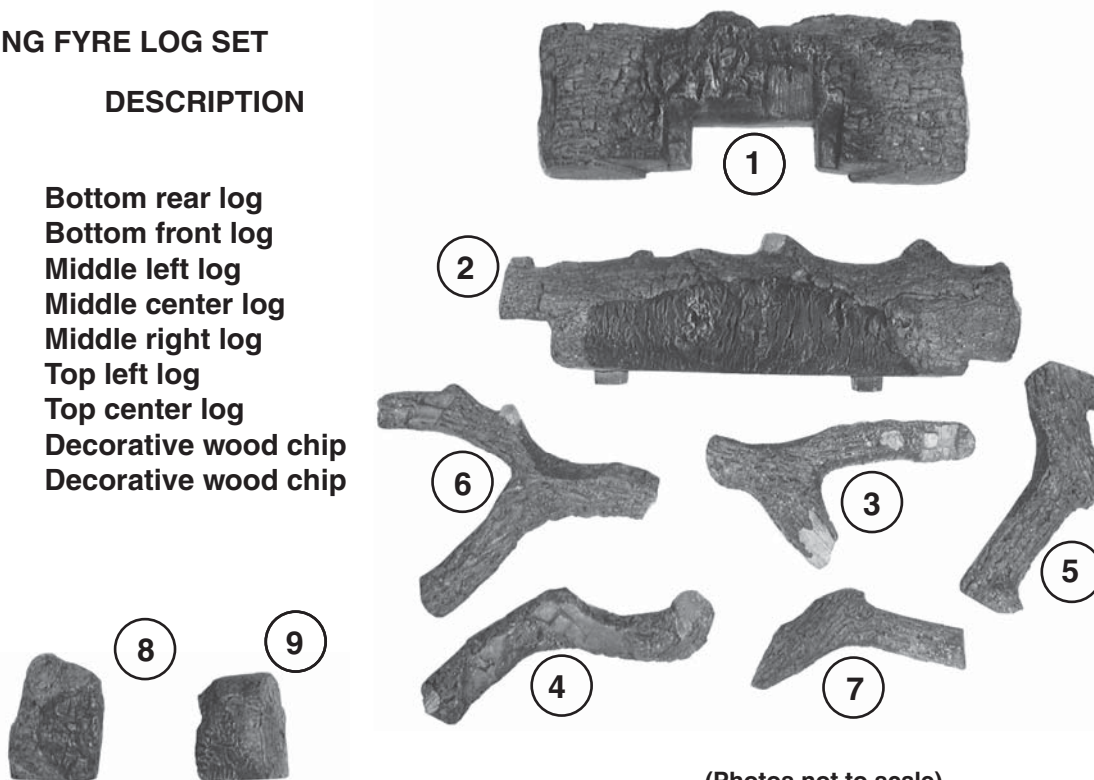 NG FYRE LOG SET
DESCRIPTION
Bottom rear log
Bottom front log
Middle left log
Middle center log
Middle right log
Top left log
Top center log
Decorative wood chip
Decorative wood chip
1
2
6
3
5
8
9
4
7
(Photos not to scale)